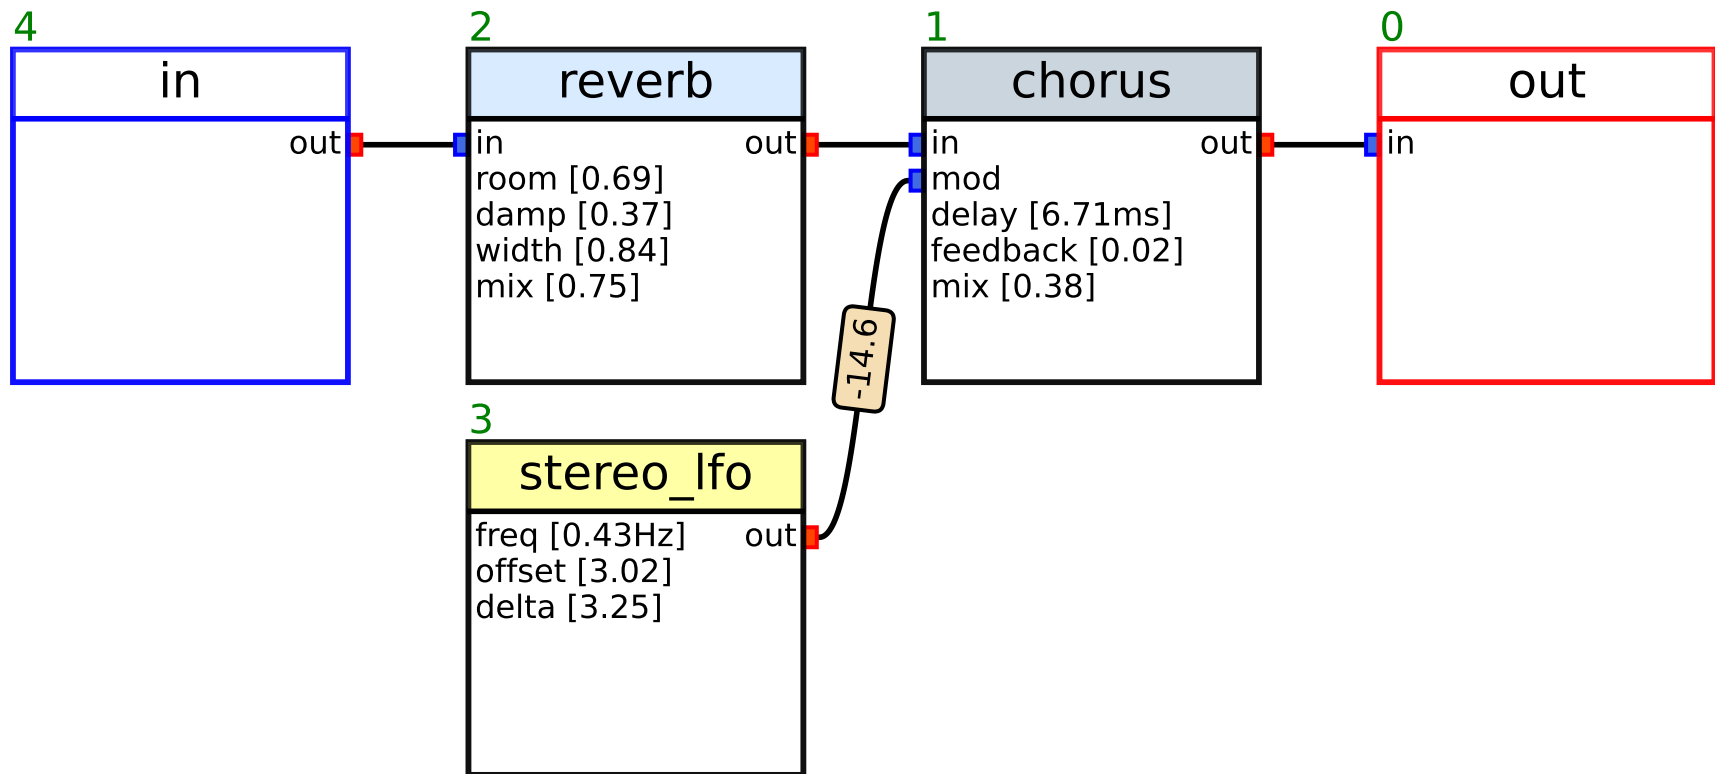 4
in
out
2
reverb
in out
room [0.69]
damp [0.37]
width [0.84]
mix [0.75]
1
chorus
in out
mod
delay [6.71ms]
feedback [0.02]
mix [0.38]
0
out
in
-14.6
3
stereo_lfo
freq [0.43Hz] out
offset [3.02]
delta [3.25]